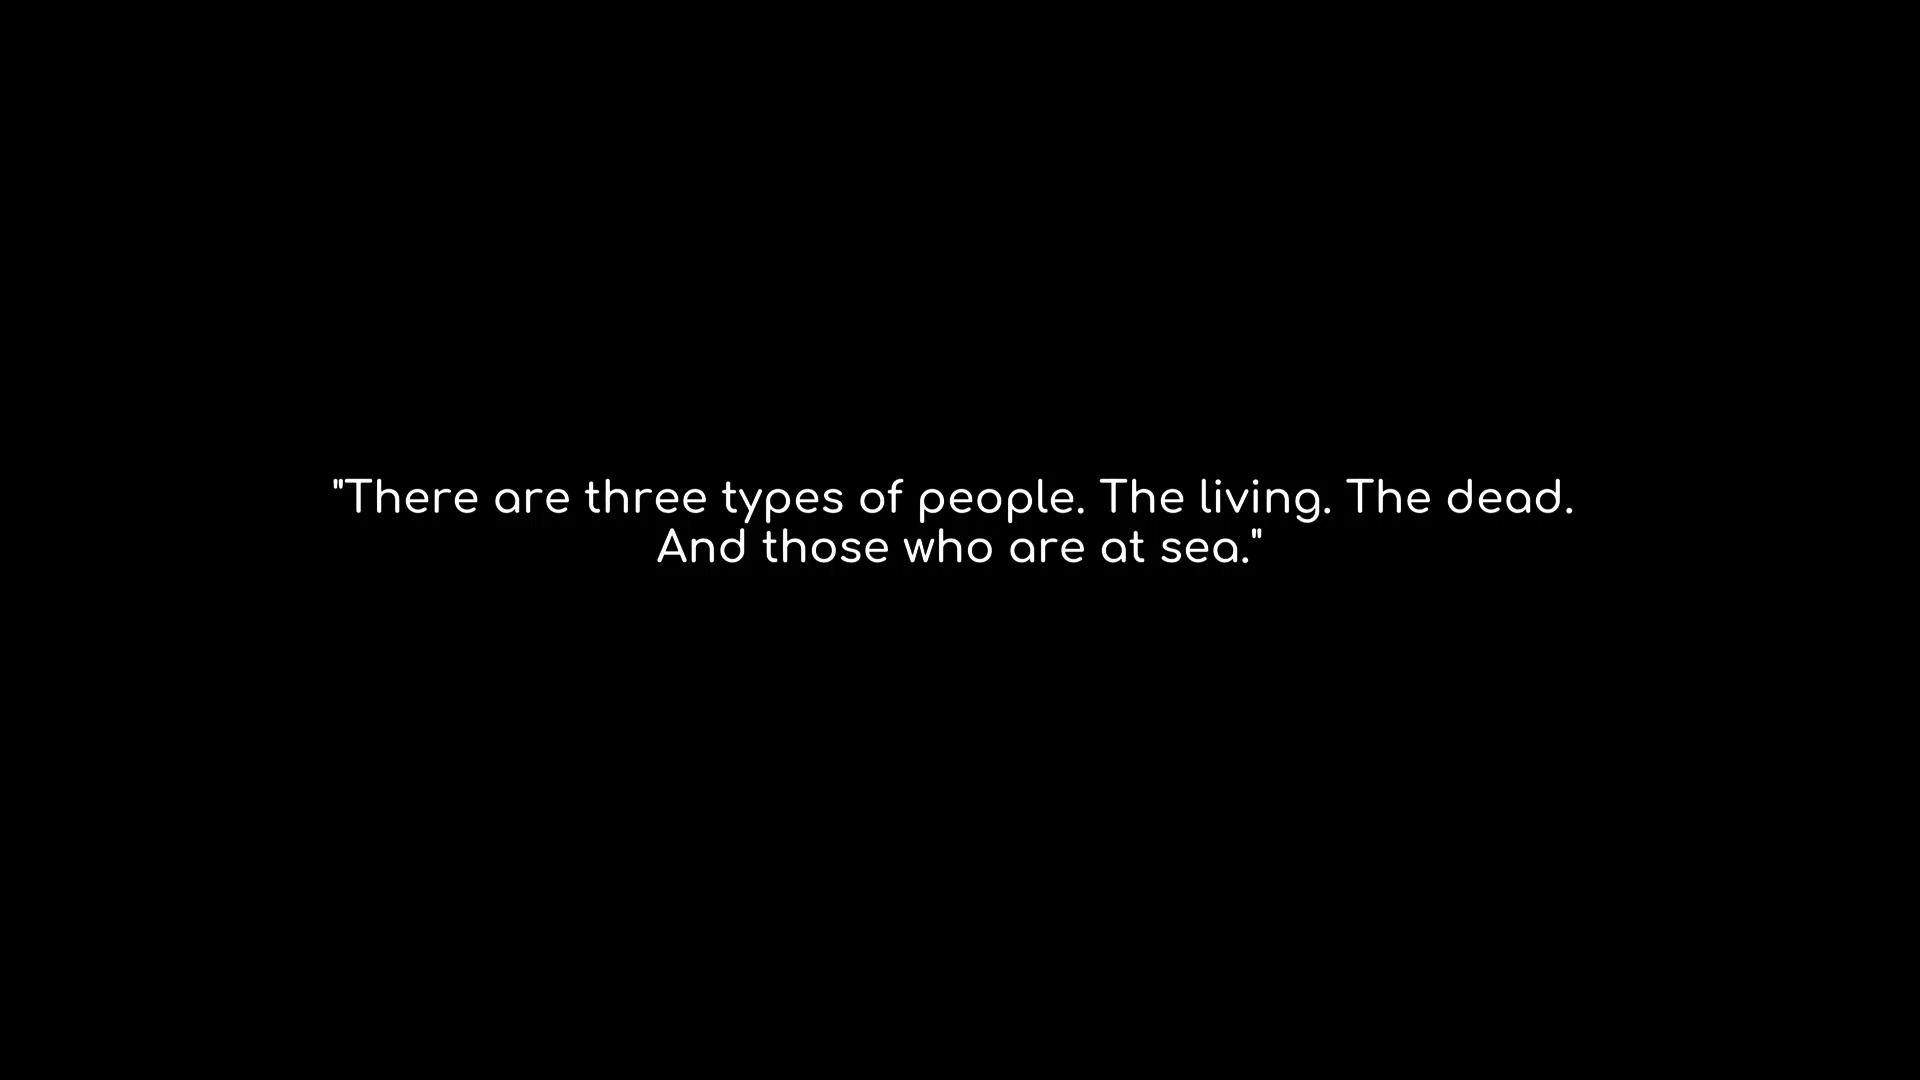 "There are three types of people. The living. The dead.
And those who are at sea."